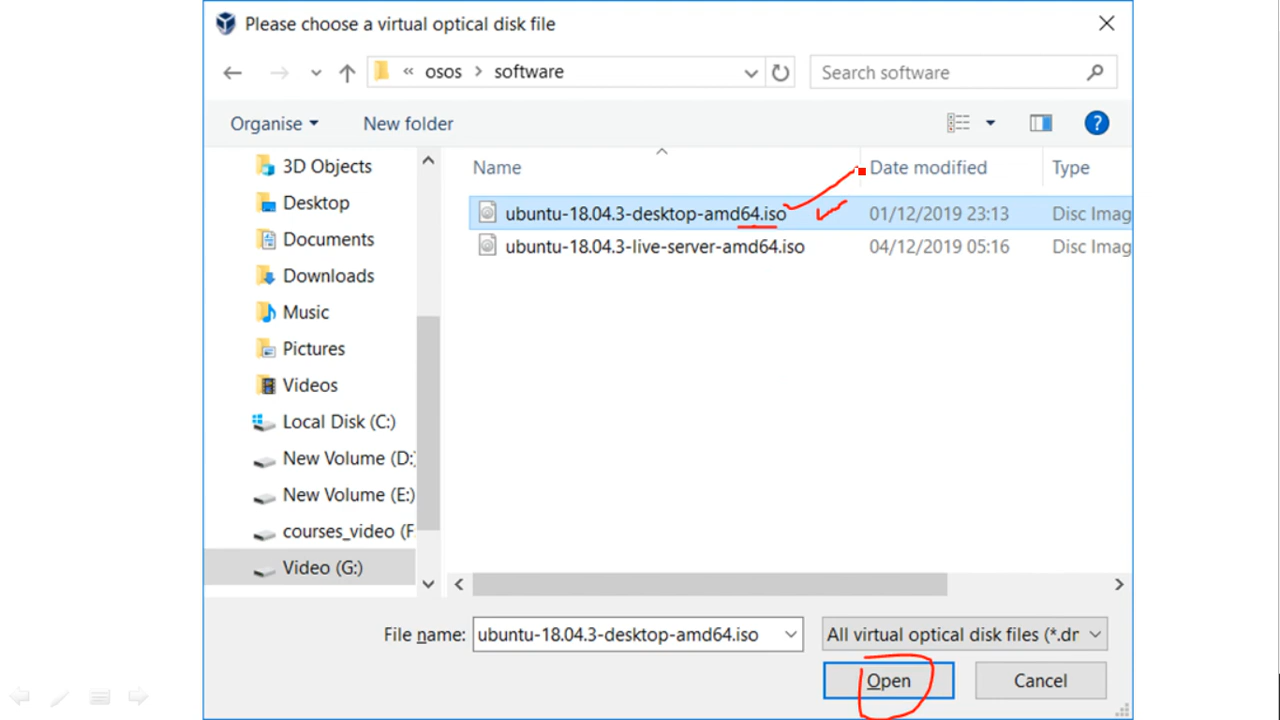 Please choose a virtual optical disk file
« osos > software
Search software
Organise
New folder
?
Name
Date modified
Type
3D Objects
Desktop
Documents
Downloads
Music
Pictures
Videos
Local Disk (C:)
New Volume (D:)
New Volume (E:)
courses_video (F
Video (G:)
ubuntu-18.04.3-desktop-amd64.iso 01/12/2019 23:13 Disc Imag
ubuntu-18.04.3-live-server-amd64.iso 04/12/2019 05:16 Disc Imag
File name: ubuntu-18.04.3-desktop-amd64.iso
All virtual optical disk files (*.dr
Open
Cancel